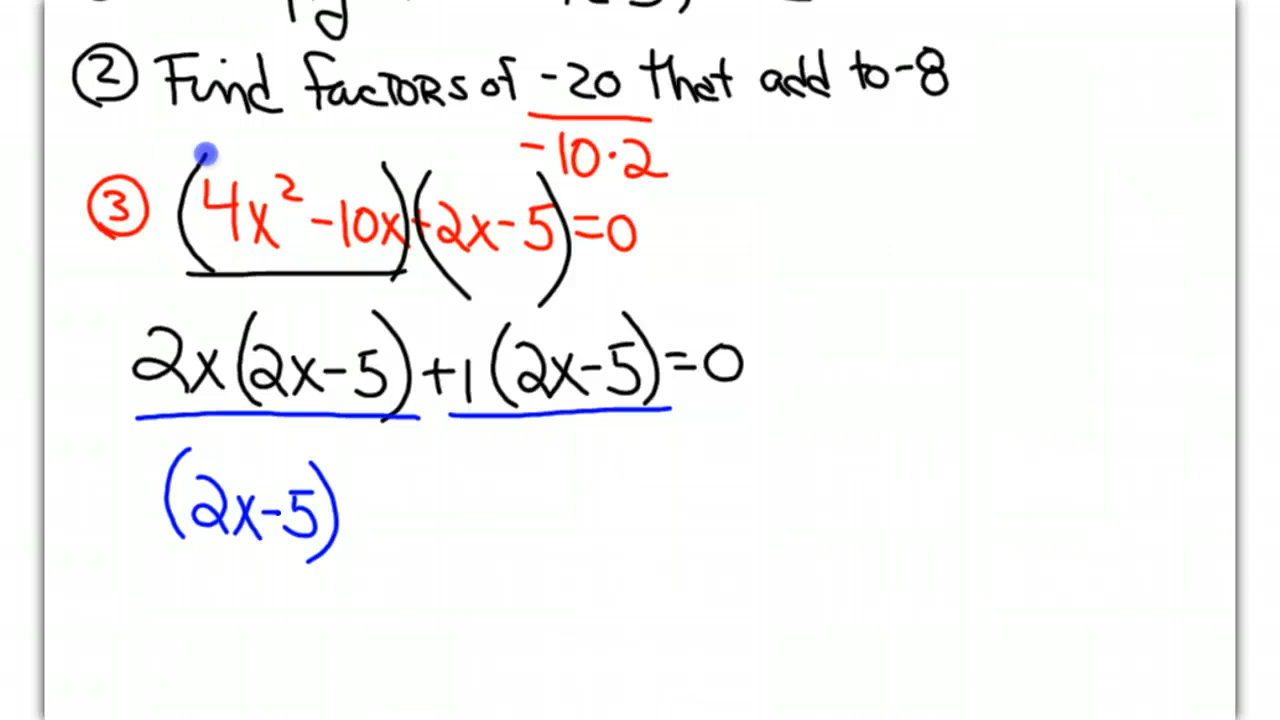 ② Find factors of -20 that add to -8
-10·2
③ (4x² -10x)+(2x-5)=0
2x(2x-5)+1(2x-5)=0
(2x-5)